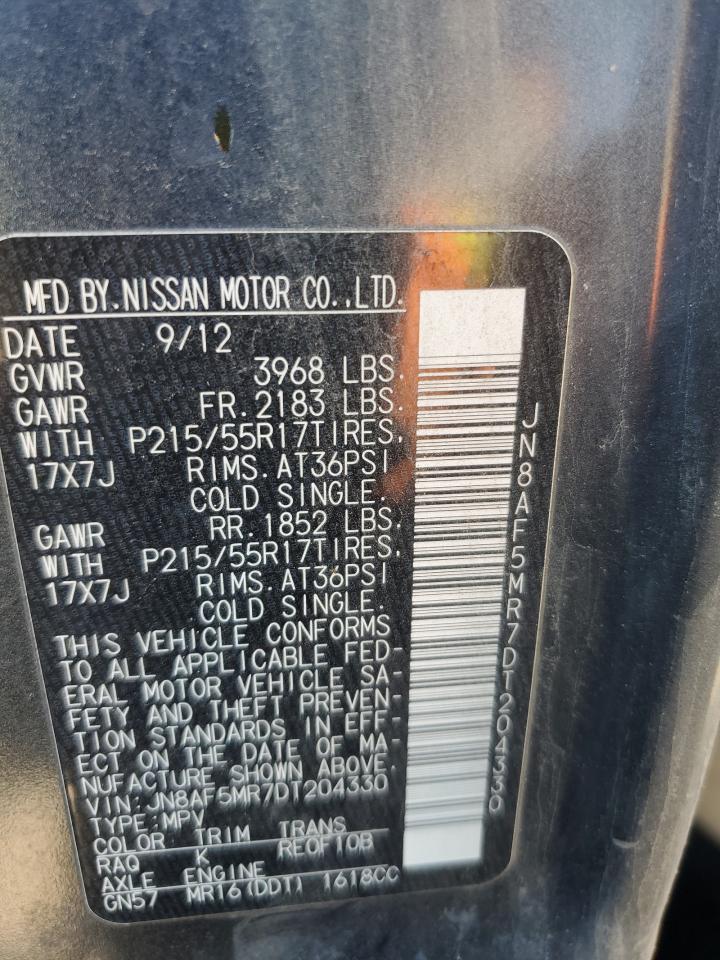 MFD BY.NISSAN MOTOR CO.,LTD.
DATE 9/12
GVWR 3968 LBS.
GAWR FR.2183 LBS.
WITH P215/55R17TIRES,
17X7J RIMS.AT36PSI
COLD SINGLE.
GAWR RR.1852 LBS.
WITH P215/55R17TIRES,
17X7J RIMS.AT36PSI
COLD SINGLE.
THIS VEHICLE CONFORMS
TO ALL APPLICABLE FED-
ERAL MOTOR VEHICLE SA-
FETY AND THEFT PREVEN-
TION STANDARDS IN EFF-
ECT ON THE DATE OF MA-
NUFACTURE SHOWN ABOVE.
VIN:JN8AF5MR7DT204330
TYPE:MPV
COLOR TRIM TRANS
RAQ K REOF10B
AXLE ENGINE
GN57 MR16(DDT) 1618CC
JN8AF5MR7DT204330